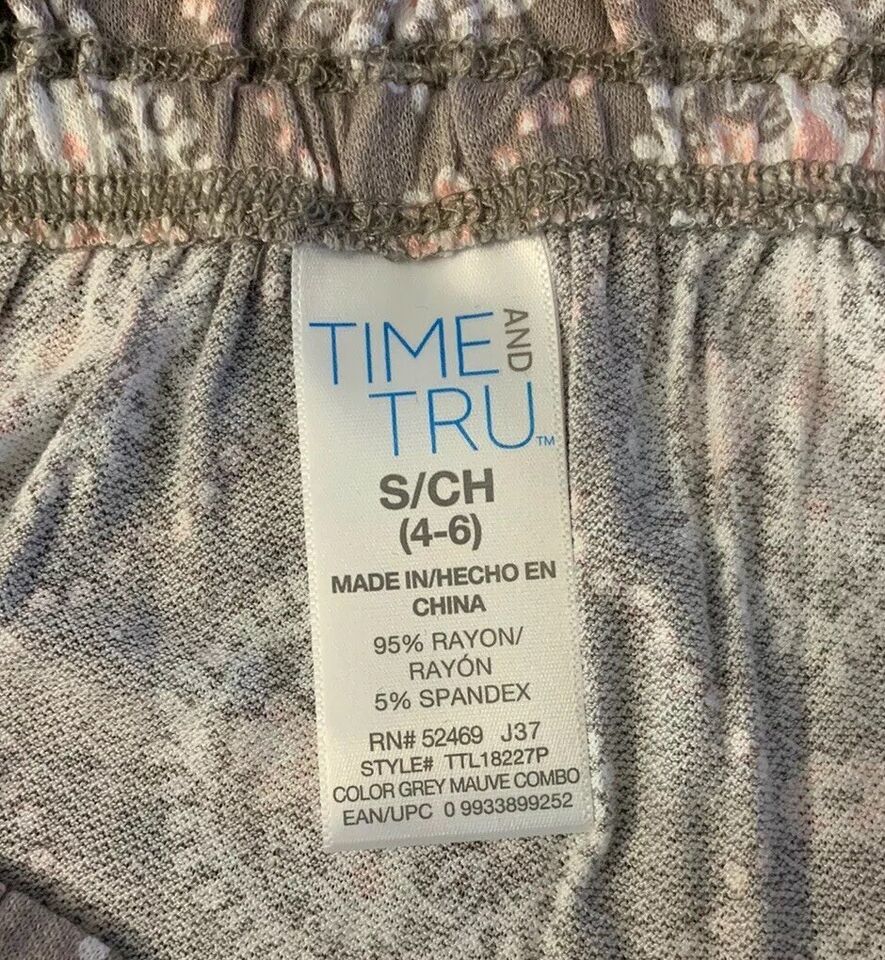 TIME AND
TRU™
S/CH
(4-6)
MADE IN/HECHO EN
CHINA
95% RAYON/
RAYÓN
5% SPANDEX
RN# 52469 J37
STYLE# TTL18227P
COLOR GREY MAUVE COMBO
EAN/UPC 0 9933899252